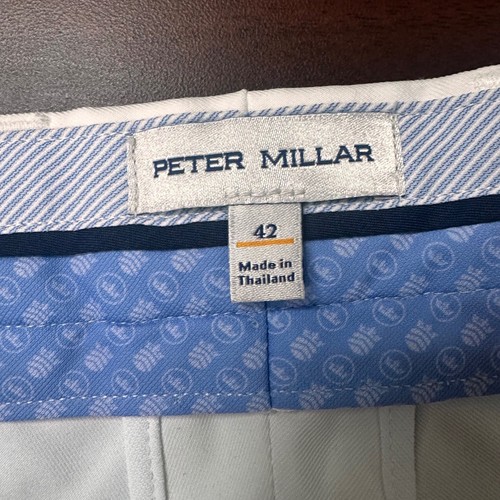 PETER MILLAR
42
Made in
Thailand